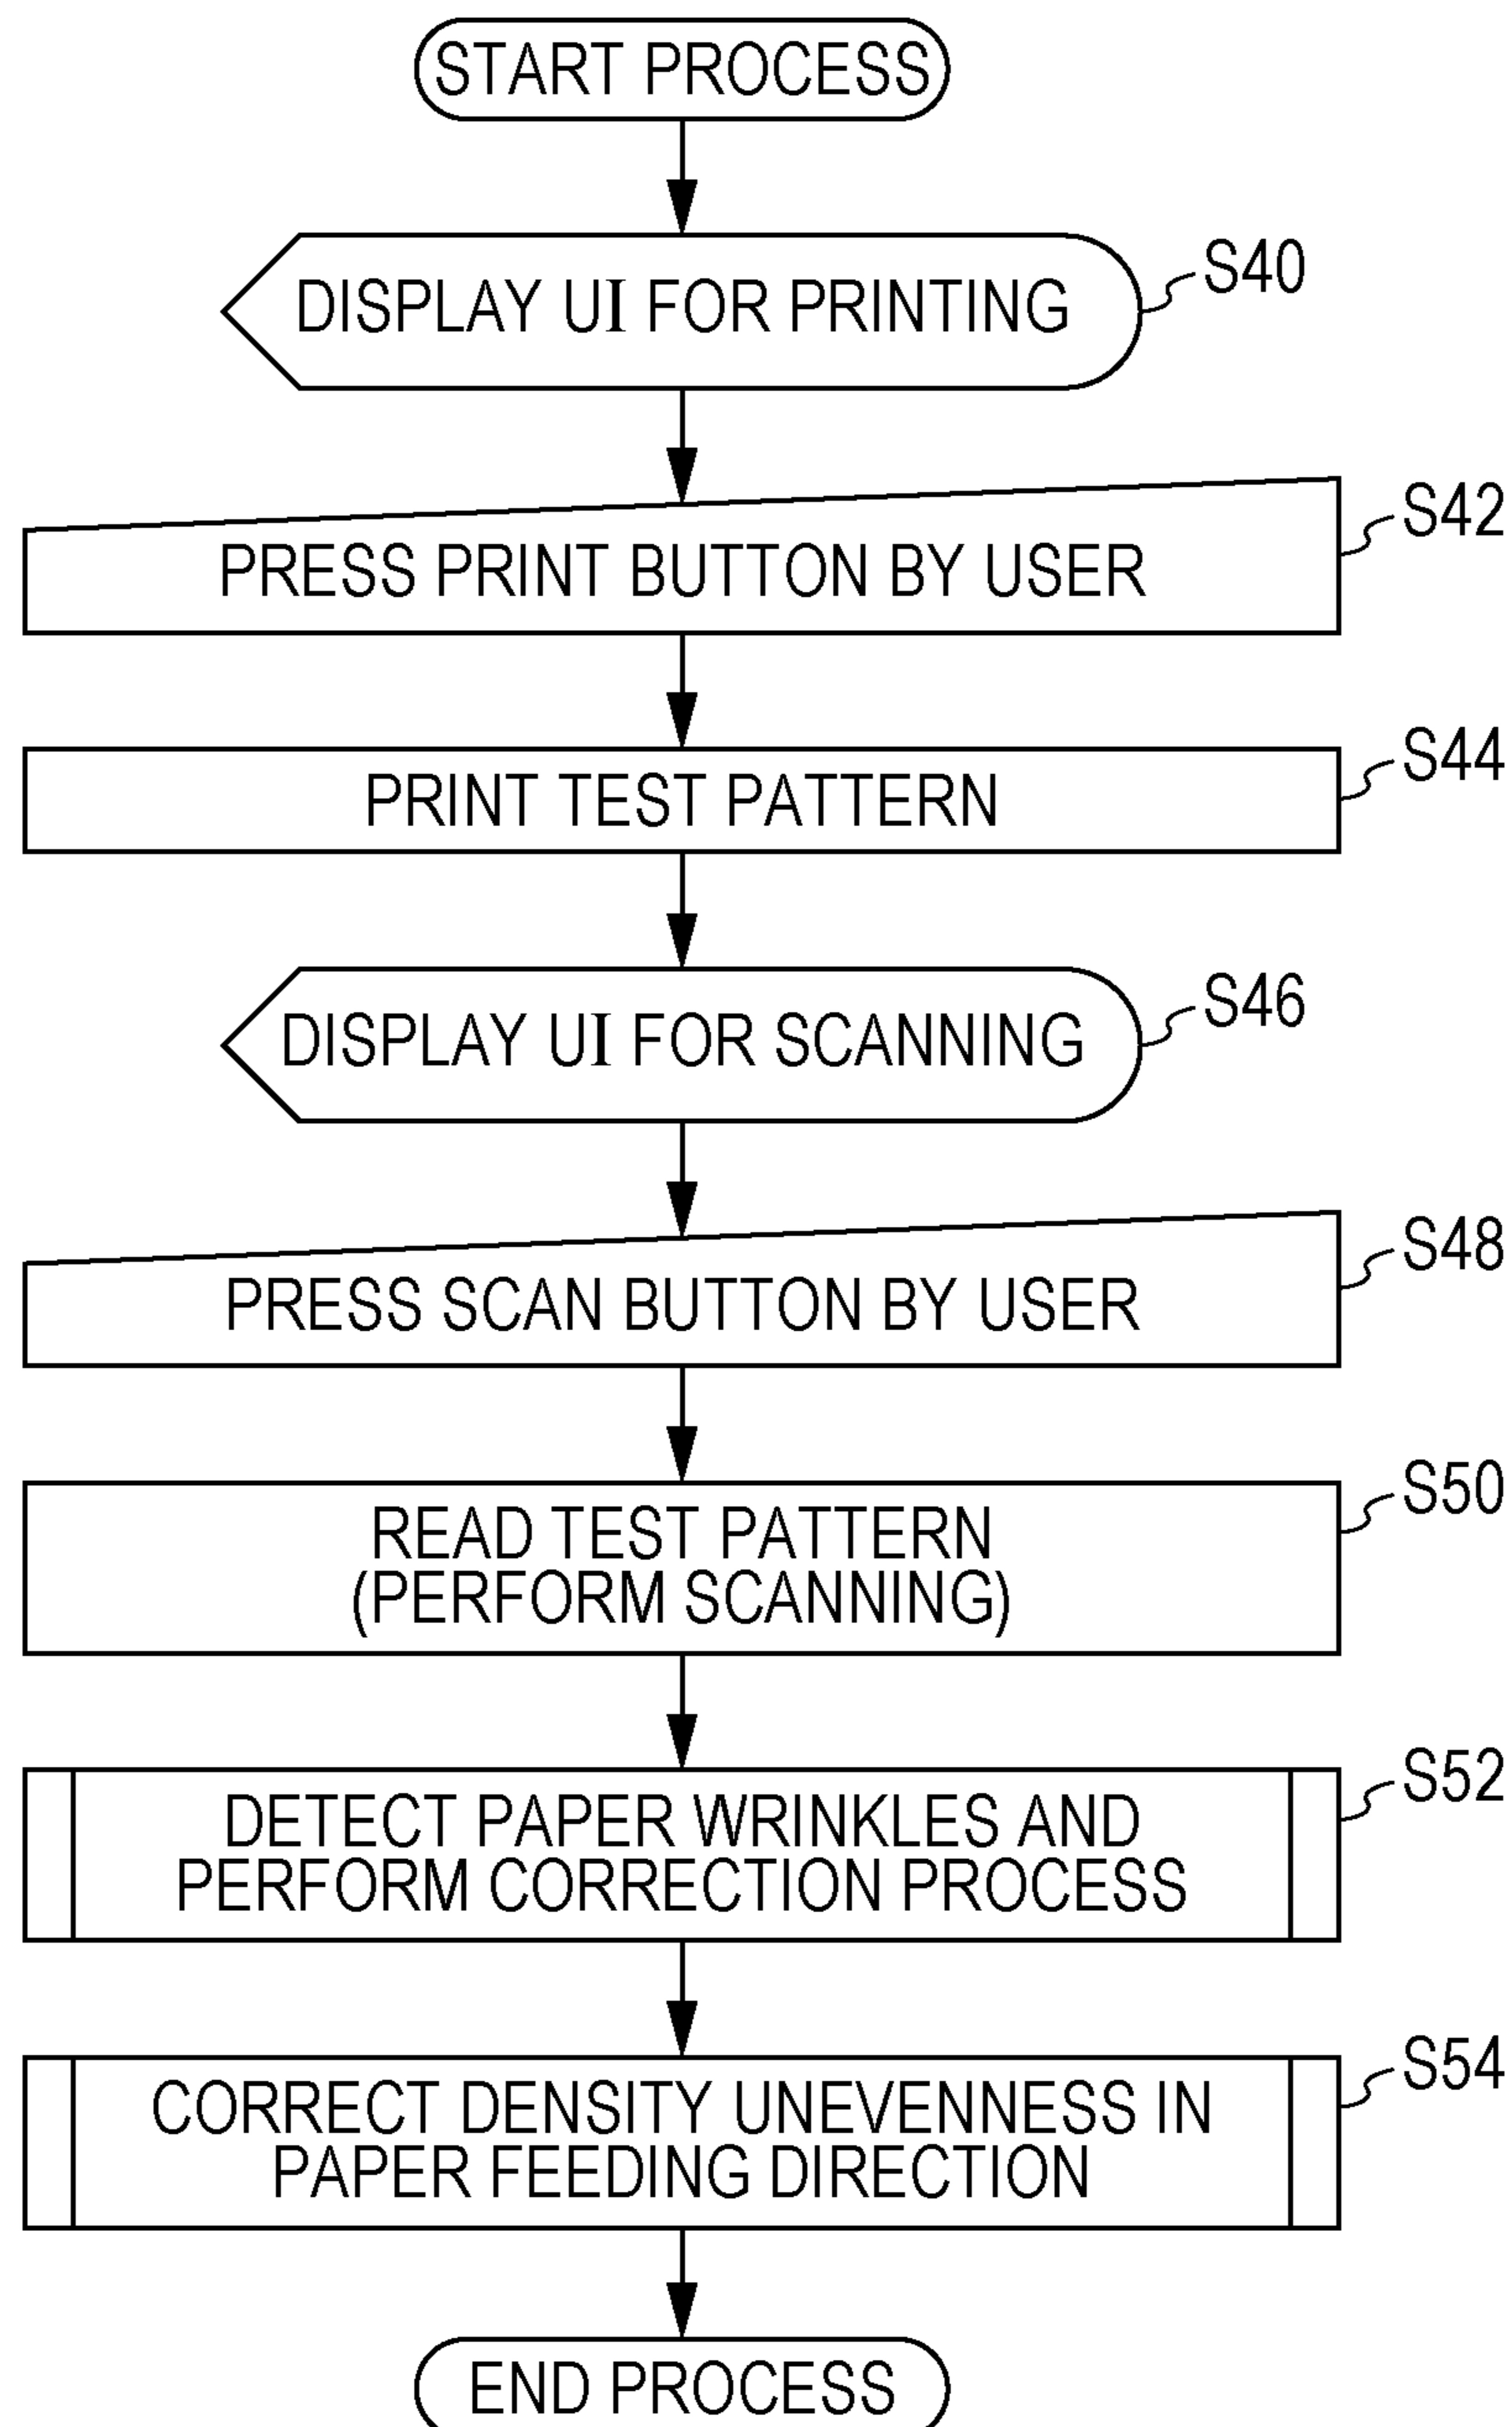 START PROCESS
DISPLAY UI FOR PRINTING
S40
PRESS PRINT BUTTON BY USER
S42
PRINT TEST PATTERN
S44
DISPLAY UI FOR SCANNING
S46
PRESS SCAN BUTTON BY USER
S48
READ TEST PATTERN
(PERFORM SCANNING)
S50
DETECT PAPER WRINKLES AND
PERFORM CORRECTION PROCESS
S52
CORRECT DENSITY UNEVENNESS IN
PAPER FEEDING DIRECTION
S54
END PROCESS